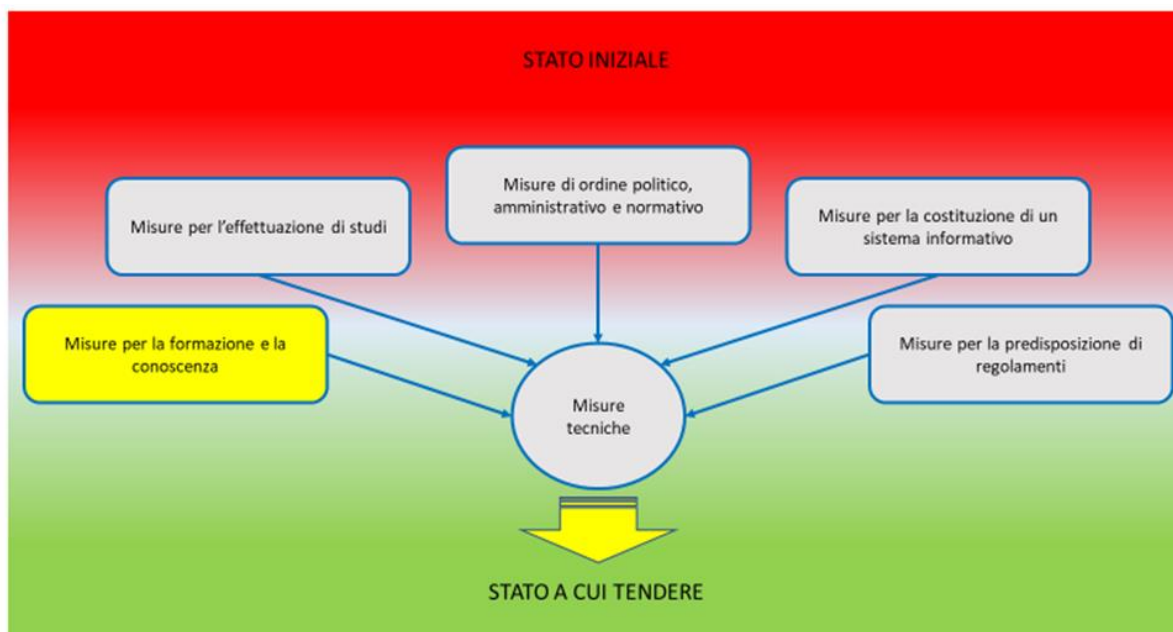 STATO INIZIALE
Misure di ordine politico,
amministrativo e normativo
Misure per l'effettuazione di studi
Misure per la costituzione di un
sistema informativo
Misure per la formazione e la
conoscenza
Misure per la predisposizione di
regolamenti
Misure
tecniche
STATO A CUI TENDERE